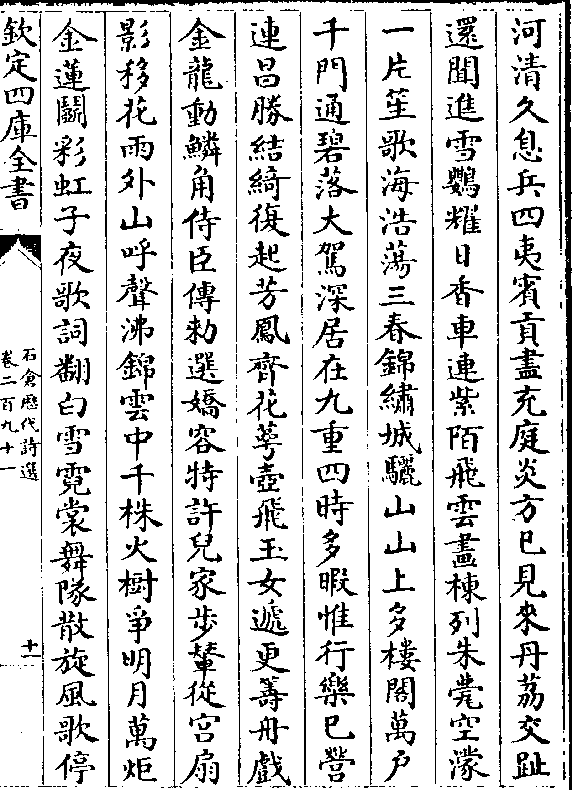 河清久息兵四夷賓貢盡充庭炎方已見來丹荔交趾
還聞進雪鸚耀日香車連紫陌飛雲畫棟列朱甍空濛
一片笙歌海浩蕩三春錦繡城驪山山上多樓閣萬户
千門通碧落大駕深居在九重四時多暇惟行樂已營
連昌勝結綺復起芳鳳齊花萼壺飛玉女遞更籌舟戲
金龍動鱗角侍臣傳勑選嬌容特許兒家步輦從宫扇
影移花雨外山呼聲沸錦雲中千株火樹爭明月萬炬
金蓮鬭彩虹子夜歌詞翻白雪霓裳舞隊散旋風歌停
欽定四庫全書
石倉歷代詩選
卷二百九十一
十一